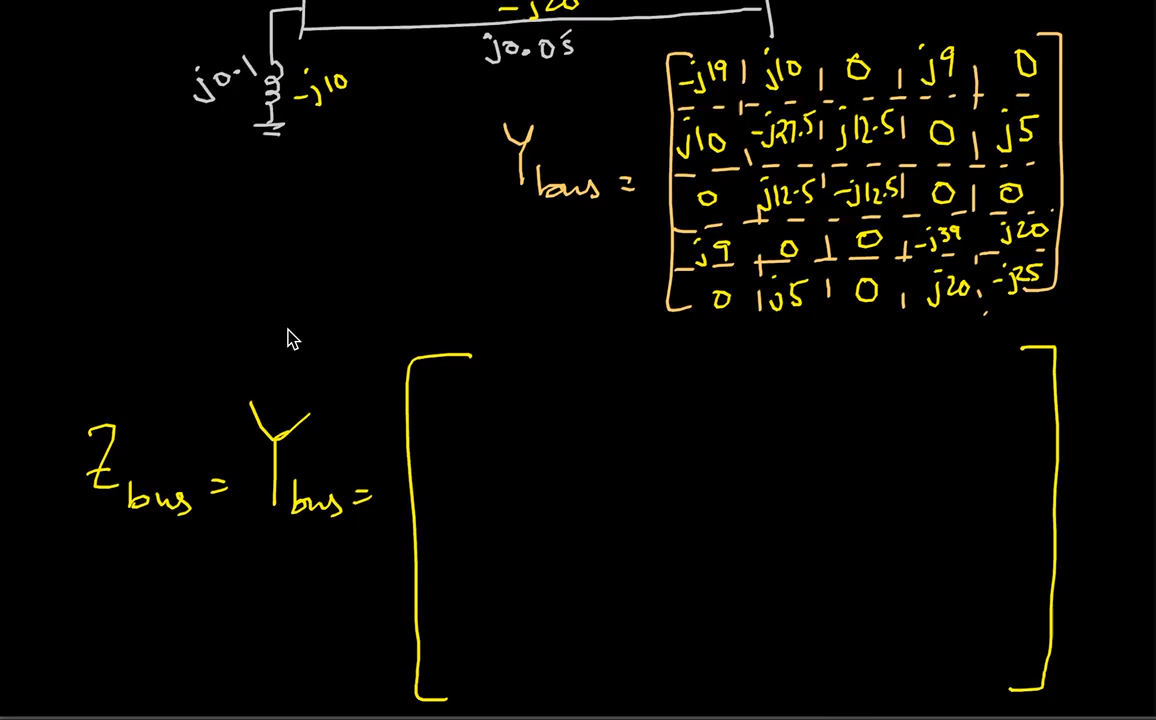 -j20
j0.05
j0.1 -j10
Ybus =
-j19 j10 0 j9 0
j10 -j27.5 j12.5 0 j5
0 j12.5 -j12.5 0 0
j9 0 0 -j39 j20
0 j5 0 j20 -j25
Zbus = Ybus =